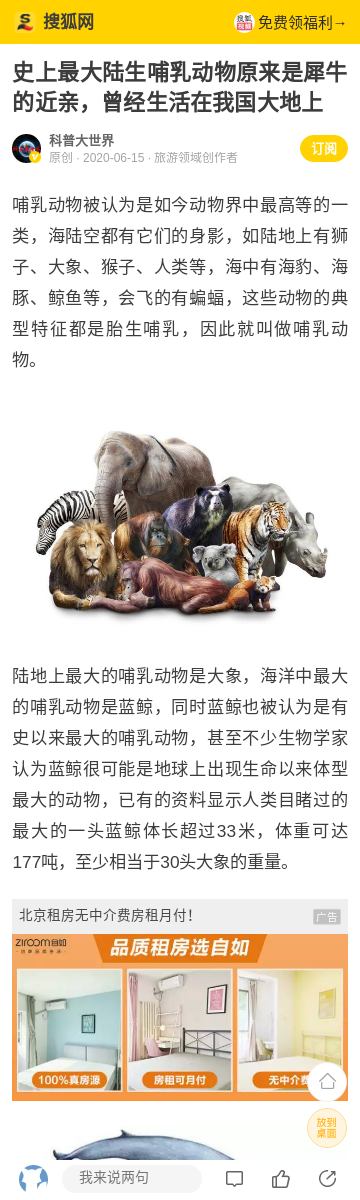 搜狐网
搜狐视频
免费领福利→
史上最大陆生哺乳动物原来是犀牛
的近亲，曾经生活在我国大地上
科普大世界
原创 · 2020-06-15 · 旅游领域创作者
订阅
哺乳动物被认为是如今动物界中最高等的一
类，海陆空都有它们的身影，如陆地上有狮
子、大象、猴子、人类等，海中有海豹、海
豚、鲸鱼等，会飞的有蝙蝠，这些动物的典
型特征都是胎生哺乳，因此就叫做哺乳动
物。
陆地上最大的哺乳动物是大象，海洋中最大
的哺乳动物是蓝鲸，同时蓝鲸也被认为是有
史以来最大的哺乳动物，甚至不少生物学家
认为蓝鲸很可能是地球上出现生命以来体型
最大的动物，已有的资料显示人类目睹过的
最大的一头蓝鲸体长超过33米，体重可达
177吨，至少相当于30头大象的重量。
北京租房无中介费房租月付！
广告
ziroom自如
品质租房选自如
100%真房源
房租可月付
无中介费
放到
桌面
我来说两句